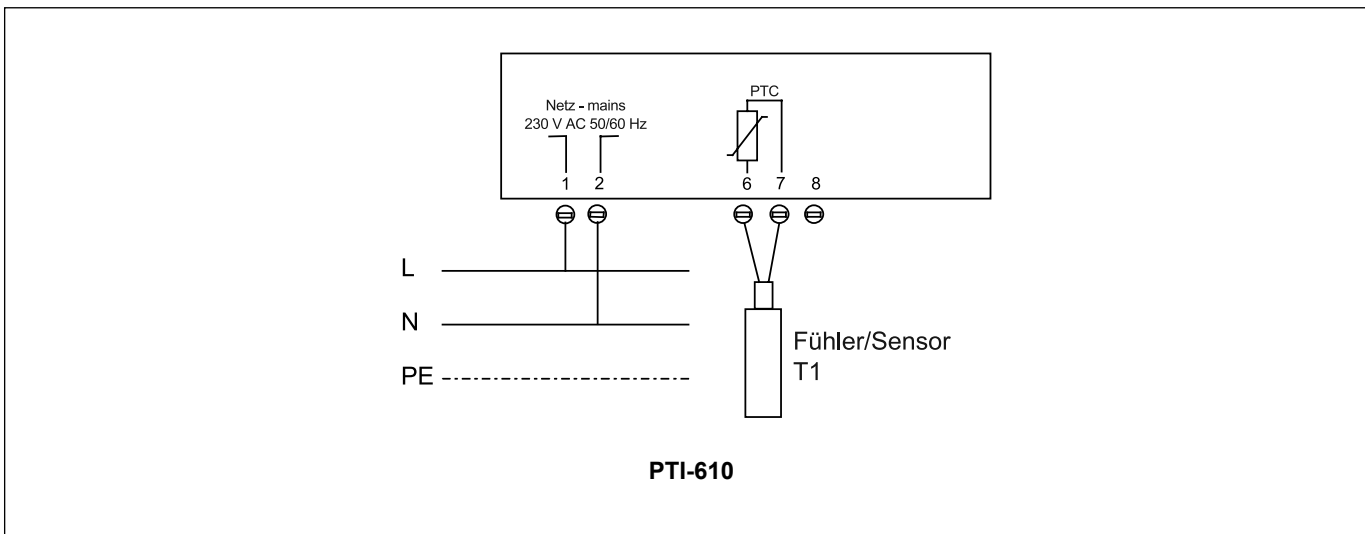 PTC
Netz - mains
230 V AC 50/60 Hz
1 2 6 7 8
L
N
Fühler/Sensor
T1
PE
PTI-610